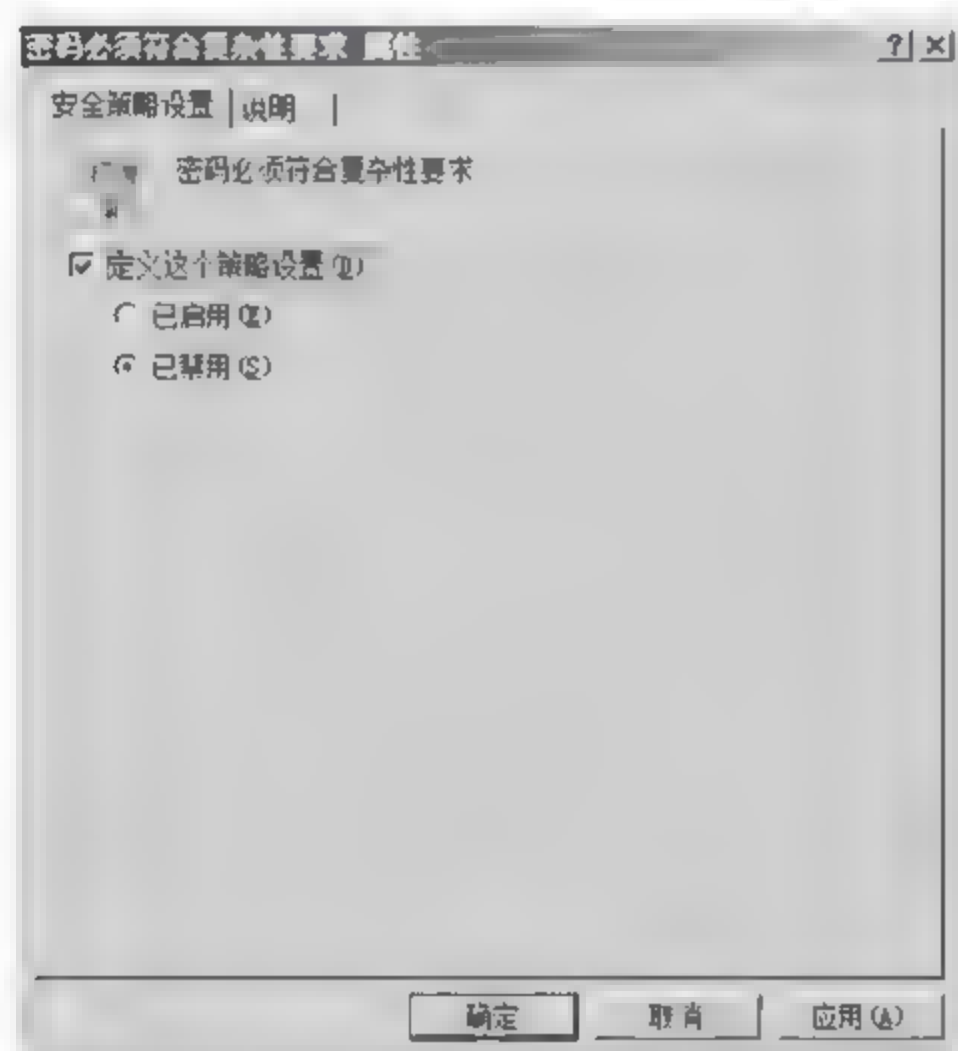 密码必须符合复杂性要求 属性
安全策略设置 说明
密码必须符合复杂性要求
定义这个策略设置(D)
已启用(E)
已禁用(S)
确定 取消 应用(A)